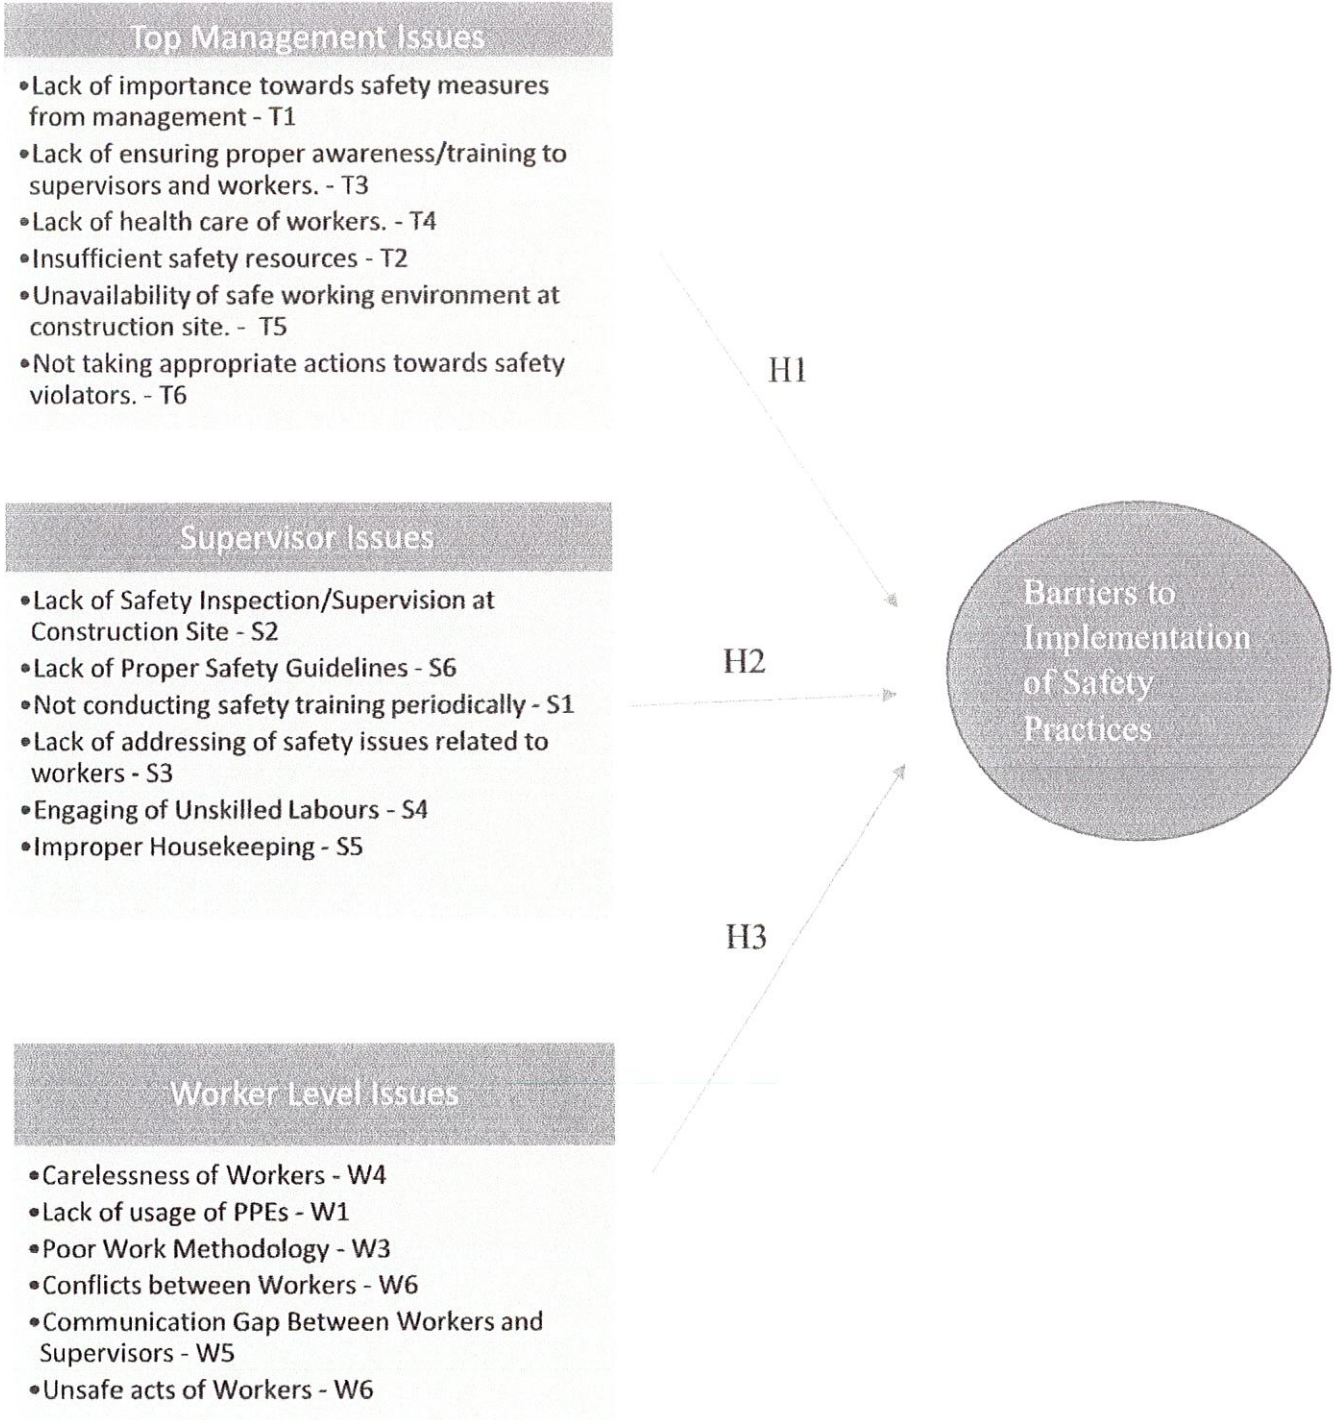 Top Management Issues
•Lack of importance towards safety measures
from management - T1
•Lack of ensuring proper awareness/training to
supervisors and workers. - T3
•Lack of health care of workers. - T4
•Insufficient safety resources - T2
•Unavailability of safe working environment at
construction site. - T5
•Not taking appropriate actions towards safety
violators. - T6
H1
Supervisor Issues
•Lack of Safety Inspection/Supervision at
Construction Site - S2
•Lack of Proper Safety Guidelines - S6
•Not conducting safety training periodically - S1
•Lack of addressing of safety issues related to
workers - S3
•Engaging of Unskilled Labours - S4
•Improper Housekeeping - S5
H2
Barriers to
Implementation
of Safety
Practices
H3
Worker Level Issues
•Carelessness of Workers - W4
•Lack of usage of PPEs - W1
•Poor Work Methodology - W3
•Conflicts between Workers - W6
•Communication Gap Between Workers and
Supervisors - W5
•Unsafe acts of Workers - W6